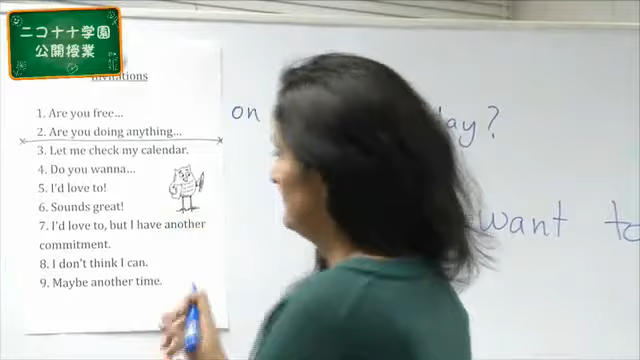 ニコ十十学園
公開授業
Invitations
1. Are you free...
2. Are you doing anything...
3. Let me check my calendar.
4. Do you wanna...
5. I'd love to!
6. Sounds great!
7. I'd love to, but I have another
commitment.
8. I don't think I can.
9. Maybe another time.
on
day?
want to